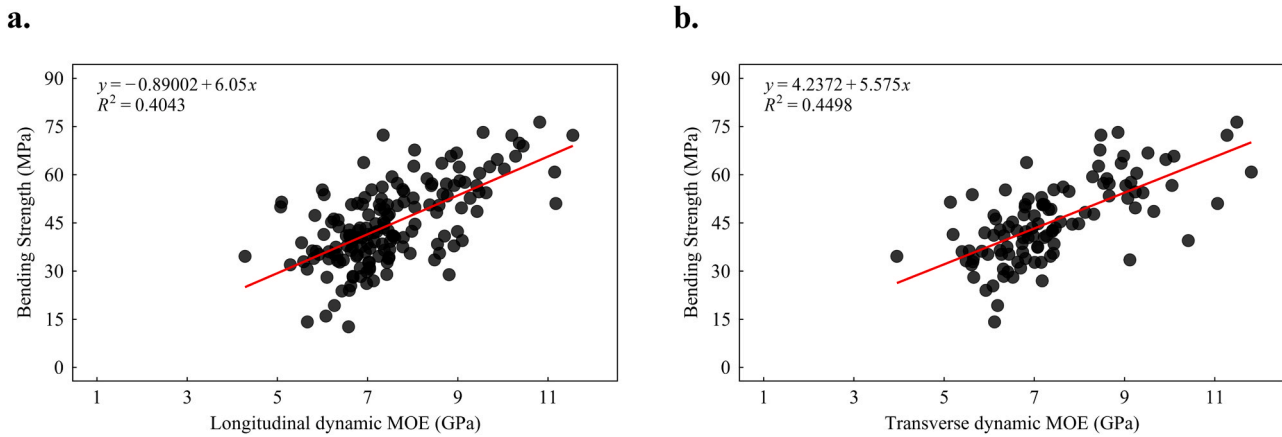 a.
y = −0.89002 + 6.05x
R² = 0.4043
90
75
60
45
30
15
0
Bending Strength (MPa)
1 3 5 7 9 11
Longitudinal dynamic MOE (GPa)
b.
y = 4.2372 + 5.575x
R² = 0.4498
90
75
60
45
30
15
0
Bending Strength (MPa)
1 3 5 7 9 11
Transverse dynamic MOE (GPa)